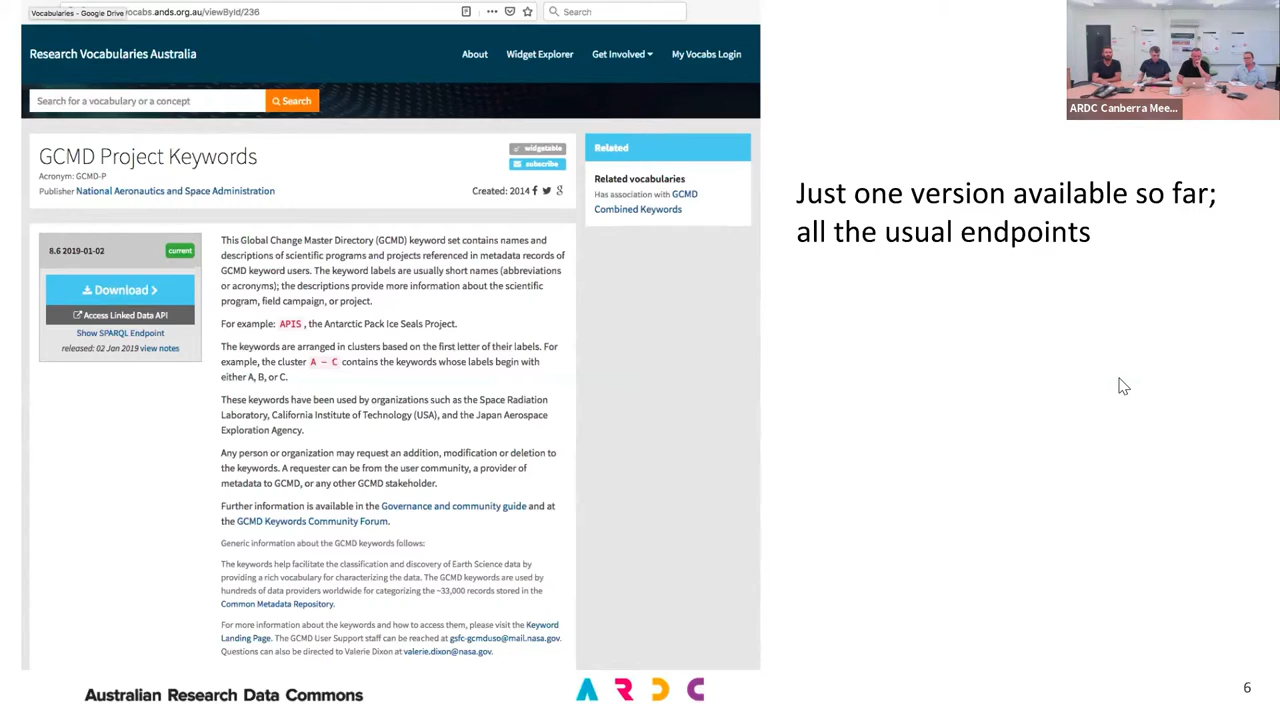 Vocabularies - Google Drive
ocabs.ands.org.au/viewById/236
Search
Research Vocabularies Australia
About
Widget Explorer
Get Involved
My Vocabs Login
Search for a vocabulary or a concept
Search
GCMD Project Keywords
Acronym: GCMD-P
Publisher National Aeronautics and Space Administration
widgetable
subscribe
Created: 2014
8.6 2019-01-02
current
Download
Access Linked Data API
Show SPARQL Endpoint
released: 02 Jan 2019 view notes
This Global Change Master Directory (GCMD) keyword set contains names and
descriptions of scientific programs and projects referenced in metadata records of
GCMD keyword users. The keyword labels are usually short names (abbreviations
or acronyms); the descriptions provide more information about the scientific
program, field campaign, or project.
For example: APIS, the Antarctic Pack Ice Seals Project.
The keywords are arranged in clusters based on the first letter of their labels. For
example, the cluster A - C contains the keywords whose labels begin with
either A, B, or C.
These keywords have been used by organizations such as the Space Radiation
Laboratory, California Institute of Technology (USA), and the Japan Aerospace
Exploration Agency.
Any person or organization may request an addition, modification or deletion to
the keywords. A requester can be from the user community, a provider of
metadata to GCMD, or any other GCMD stakeholder.
Further information is available in the Governance and community guide and at
the GCMD Keywords Community Forum.
Generic information about the GCMD keywords follows:
The keywords help facilitate the classification and discovery of Earth Science data by
providing a rich vocabulary for characterizing the data. The GCMD keywords are used by
hundreds of data providers worldwide for categorizing the ~33,000 records stored in the
Common Metadata Repository.
For more information about the keywords and how to access them, please visit the Keyword
Landing Page. The GCMD User Support staff can be reached at gsfc-gcmduso@mail.nasa.gov.
Questions can also be directed to Valerie Dixon at valerie.dixon@nasa.gov.
Related
Related vocabularies
Has association with GCMD
Combined Keywords
ARDC Canberra Mee...
Just one version available so far;
all the usual endpoints
Australian Research Data Commons
ARDC
6